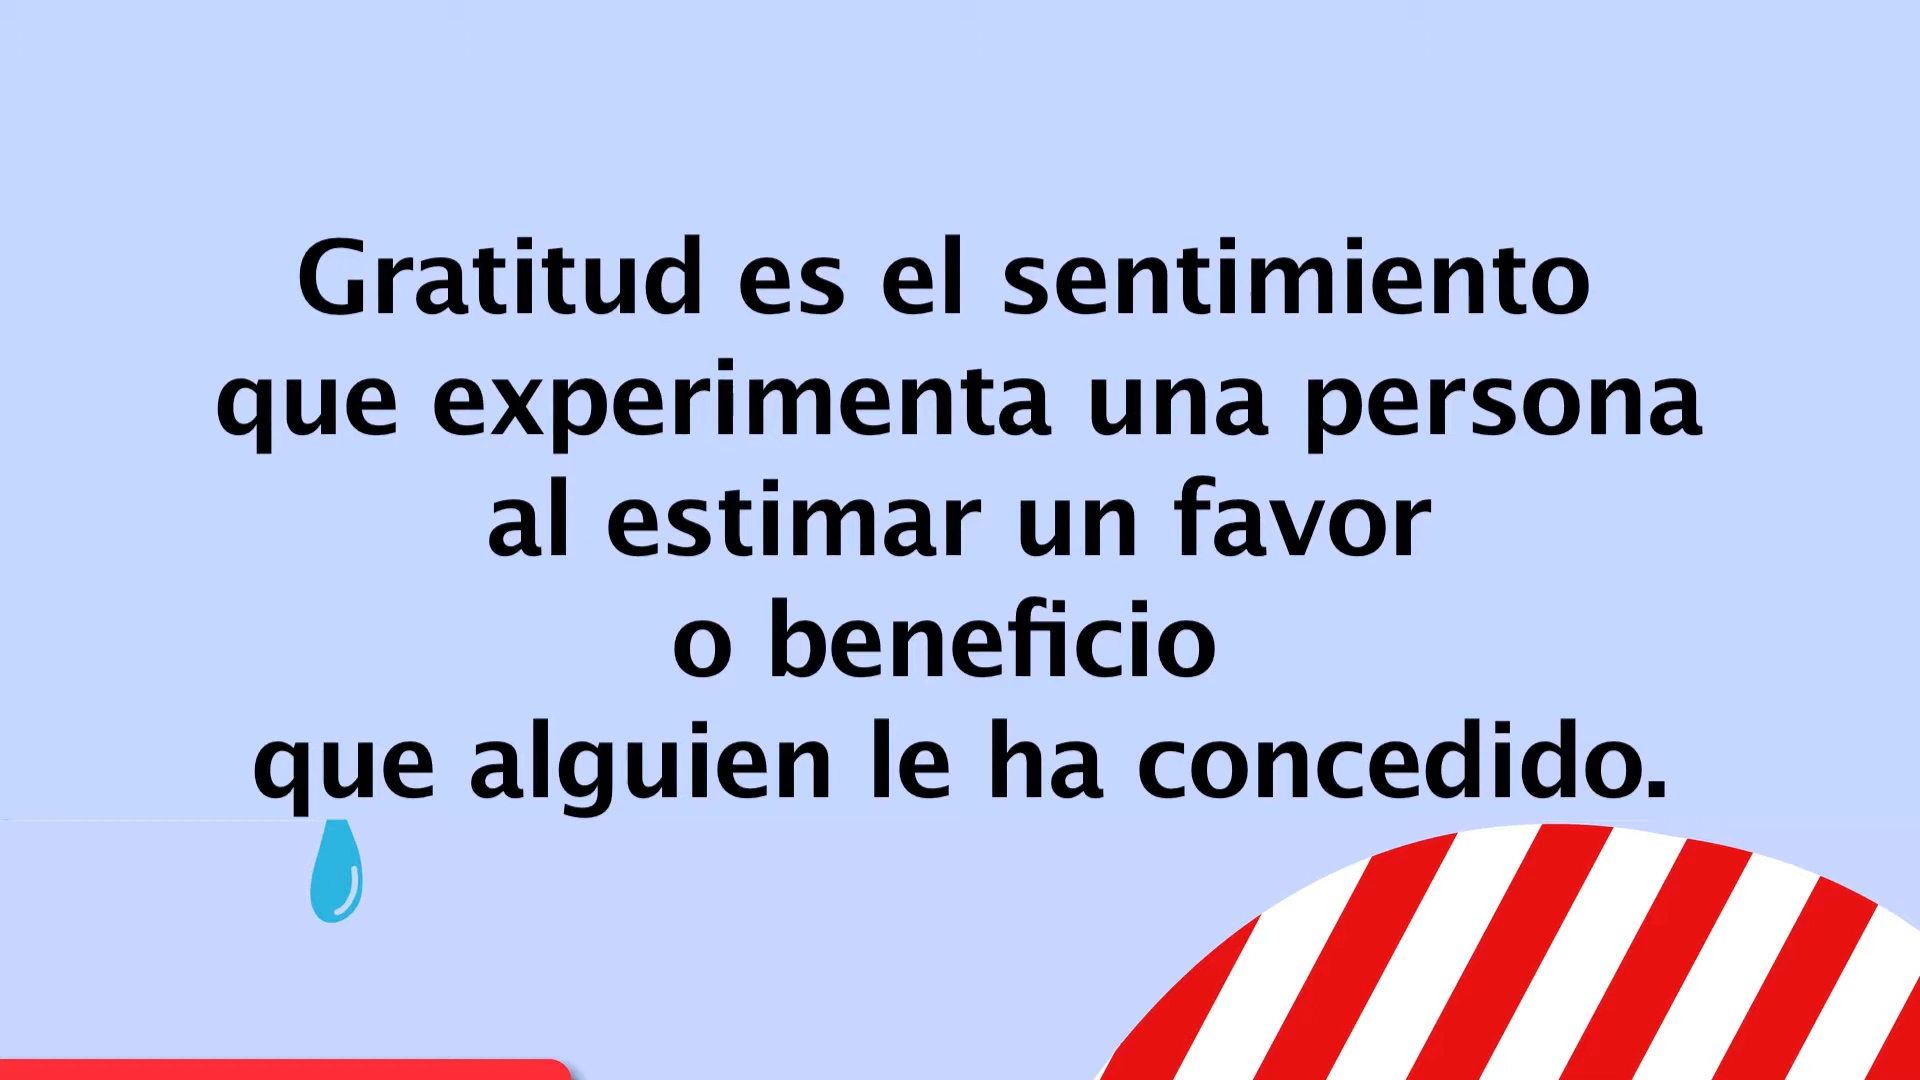 Gratitud es el sentimiento
que experimenta una persona
al estimar un favor
o beneficio
que alguien le ha concedido.